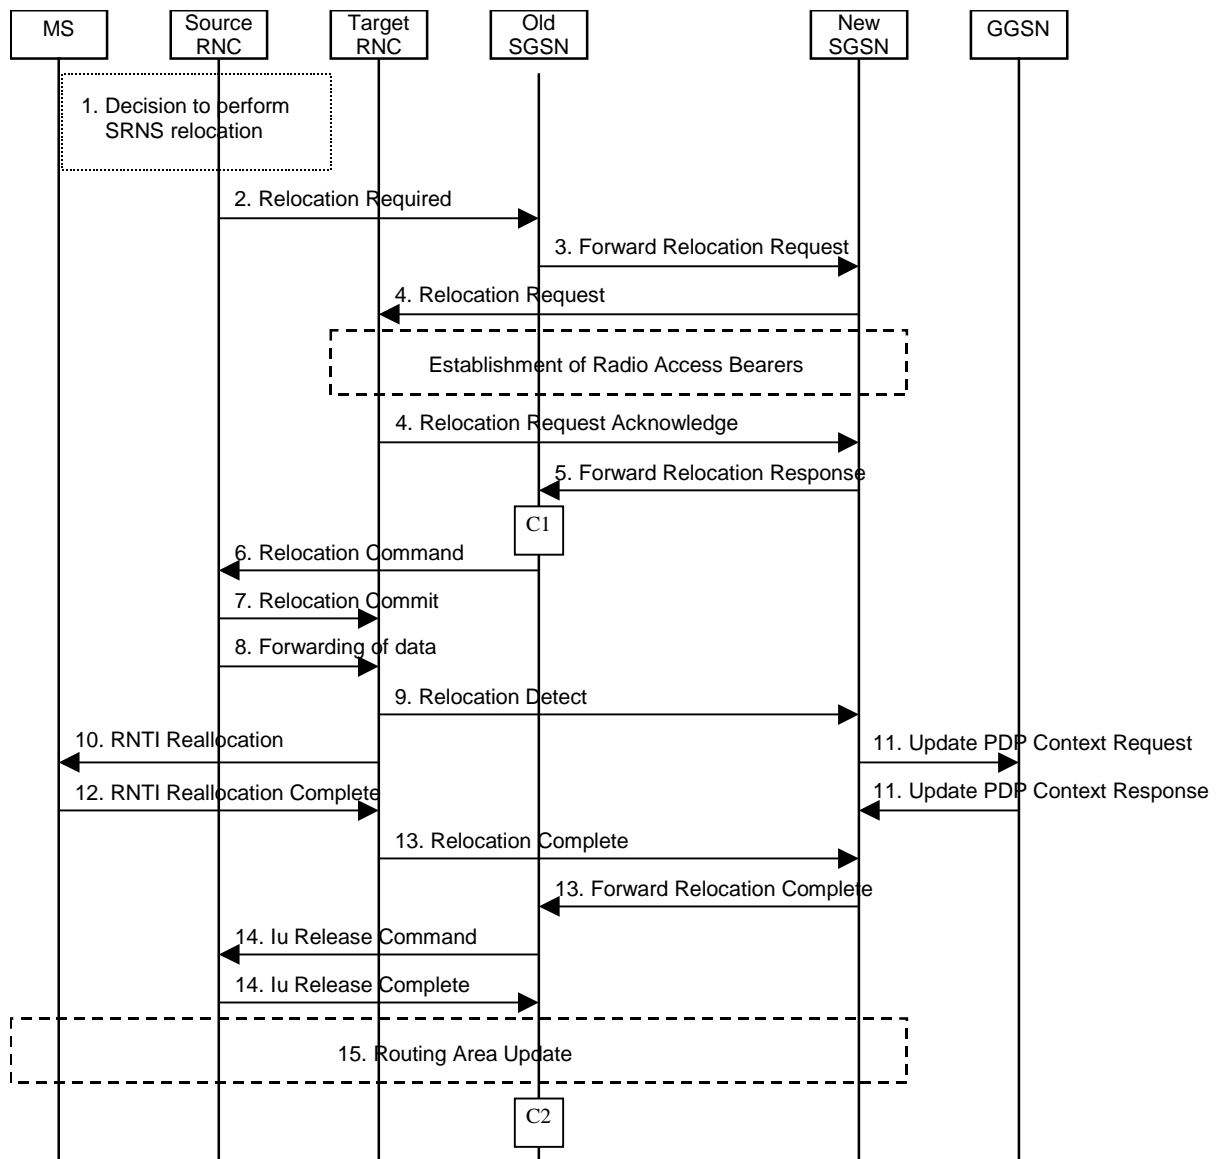 MS
Source
RNC
Target
RNC
Old
SGSN
New
SGSN
GGSN
1. Decision to perform
SRNS relocation
2. Relocation Required
3. Forward Relocation Request
4. Relocation Request
Establishment of Radio Access Bearers
4. Relocation Request Acknowledge
5. Forward Relocation Response
C1
6. Relocation Command
7. Relocation Commit
8. Forwarding of data
9. Relocation Detect
10. RNTI Reallocation
11. Update PDP Context Request
12. RNTI Reallocation Complete
11. Update PDP Context Response
13. Relocation Complete
13. Forward Relocation Complete
14. Iu Release Command
14. Iu Release Complete
15. Routing Area Update
C2